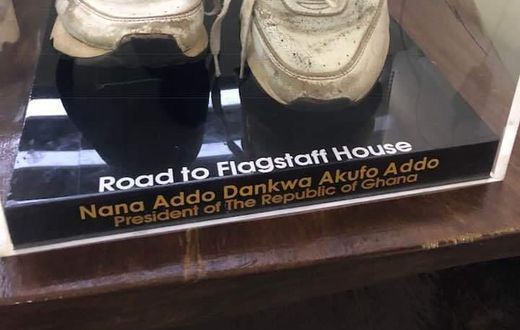 Road to Flagstaff House
Nana Addo Dankwa Akufo Addo
President of The Republic of Ghana